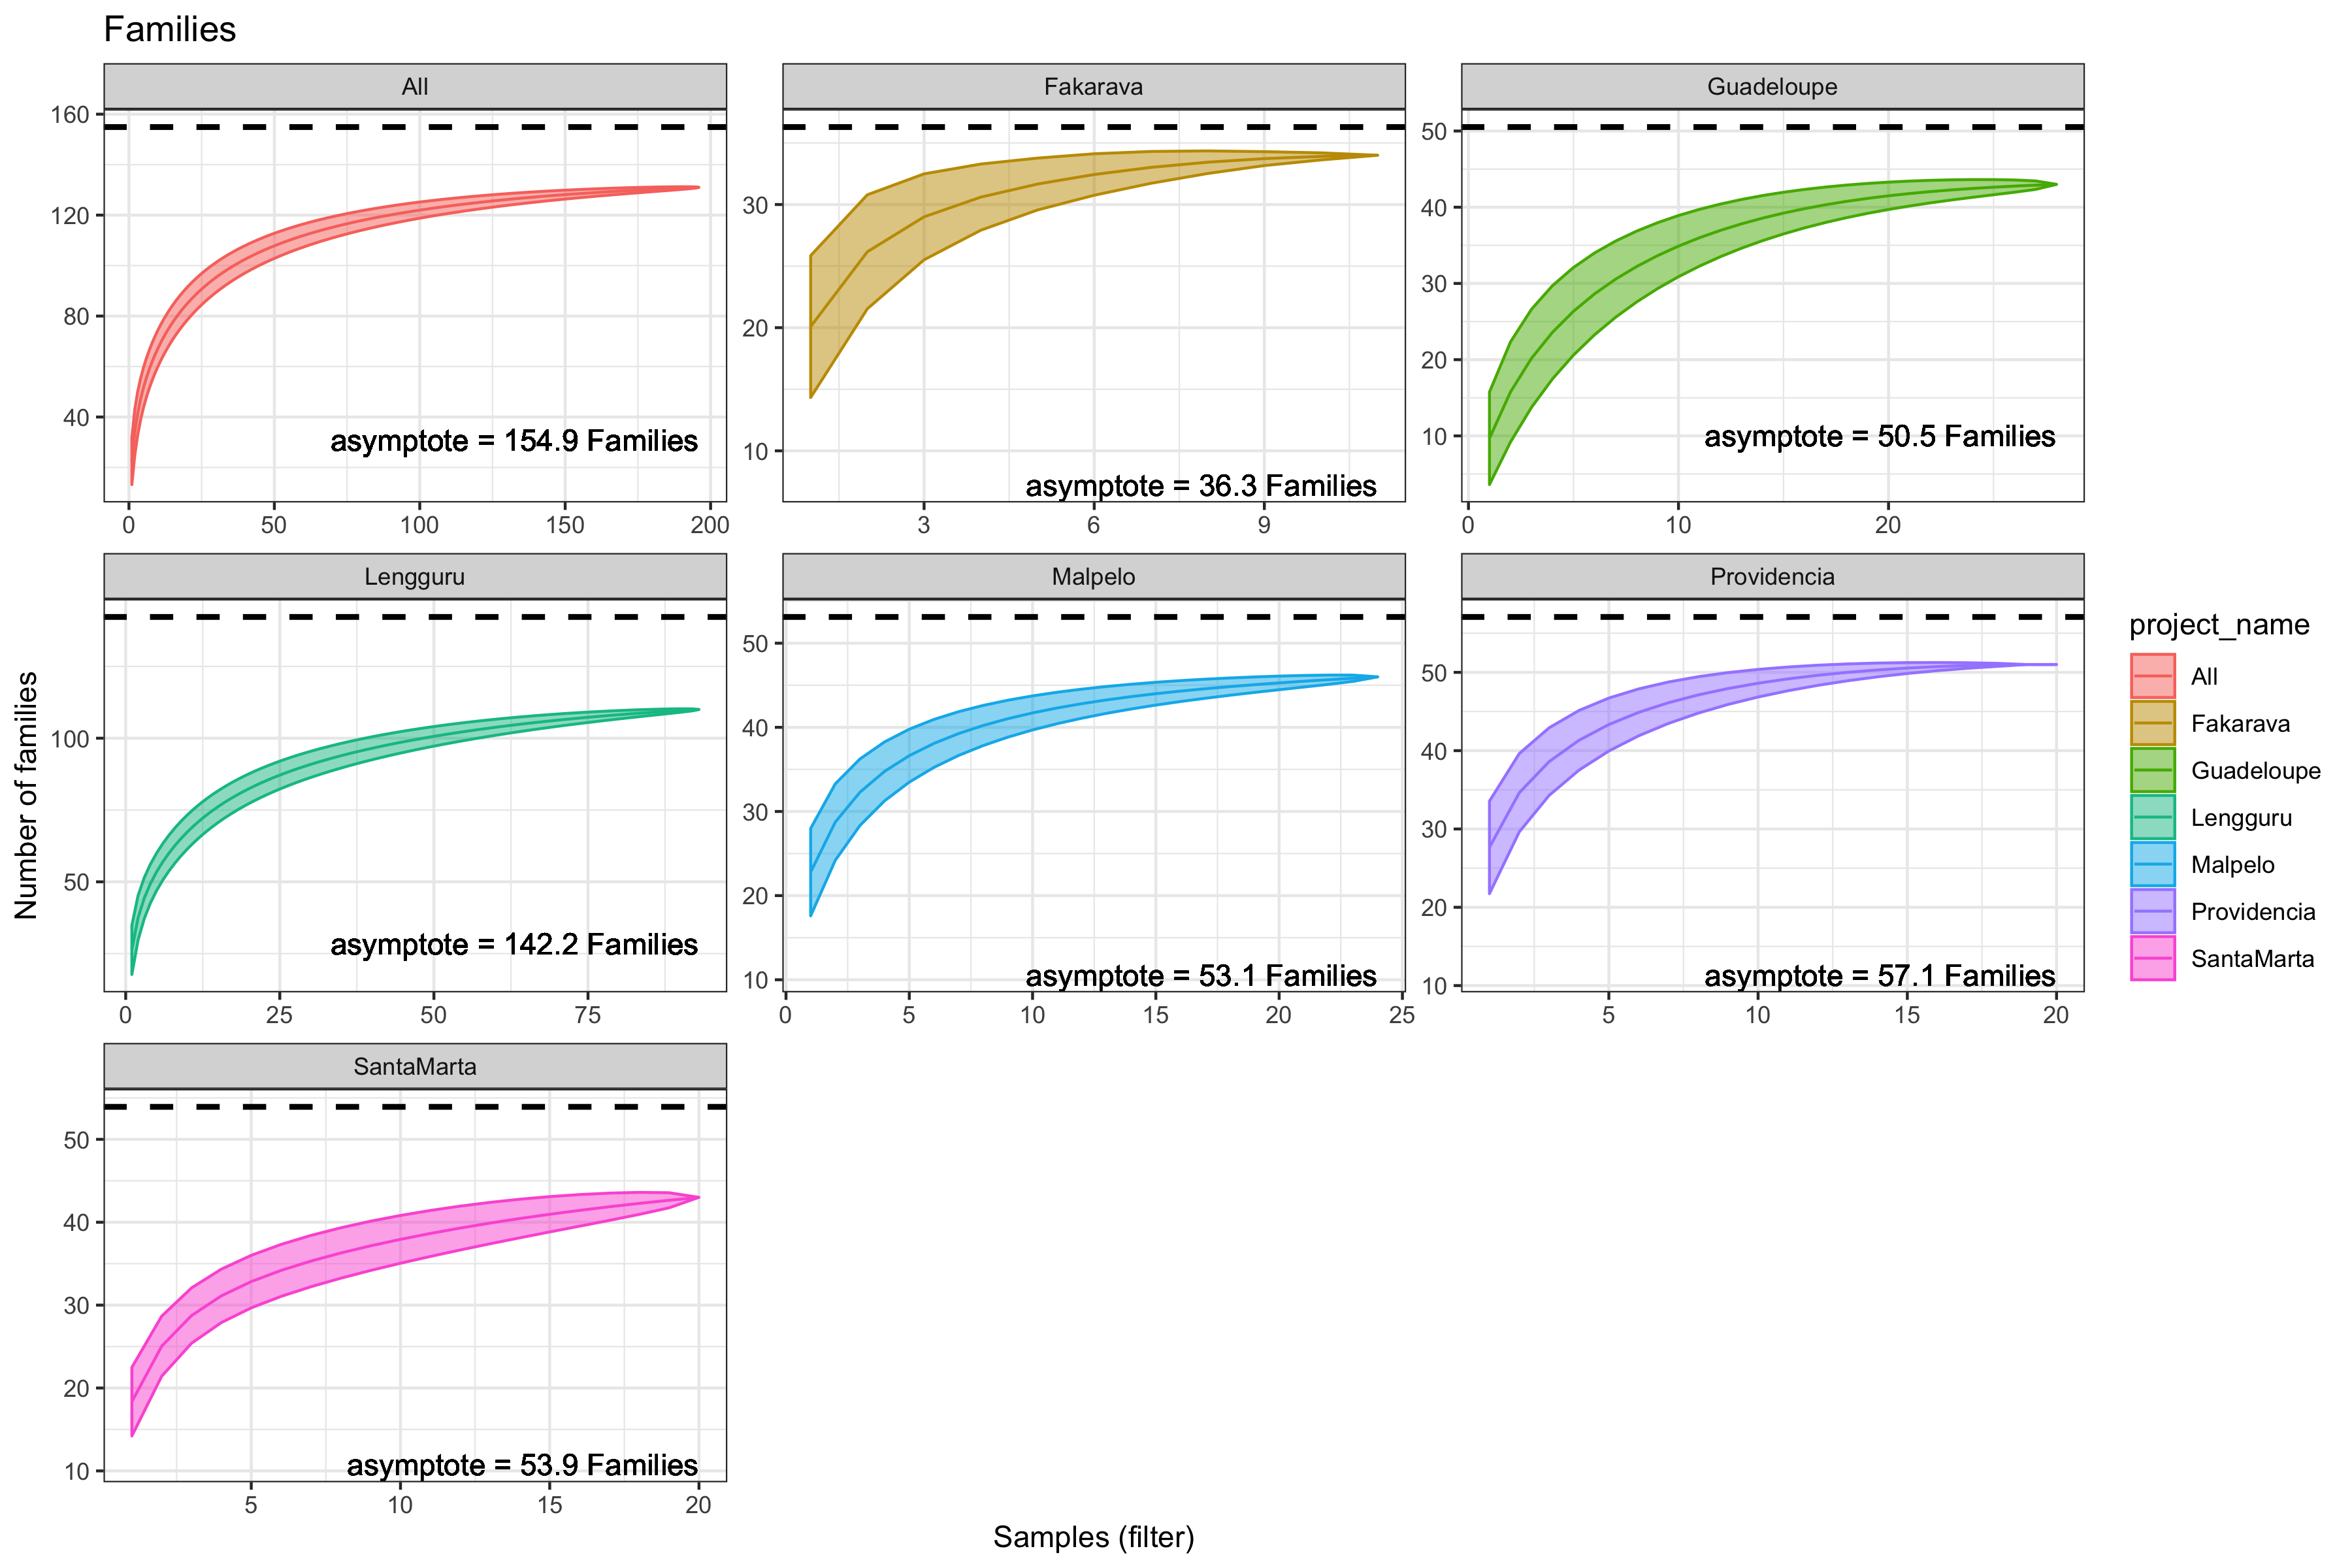 Families
All
Fakarava
Guadeloupe
160
120
80
40
asymptote = 154.9 Families
0 50 100 150 200
30
20
10
asymptote = 36.3 Families
3 6 9
50
40
30
20
10
asymptote = 50.5 Families
0 10 20
Number of families
Lengguru
Malpelo
Providencia
100
50
asymptote = 142.2 Families
0 25 50 75
50
40
30
20
10
asymptote = 53.1 Families
0 5 10 15 20 25
50
40
30
20
10
asymptote = 57.1 Families
5 10 15 20
SantaMarta
50
40
30
20
10
asymptote = 53.9 Families
5 10 15 20
Samples (filter)
project_name
All
Fakarava
Guadeloupe
Lengguru
Malpelo
Providencia
SantaMarta